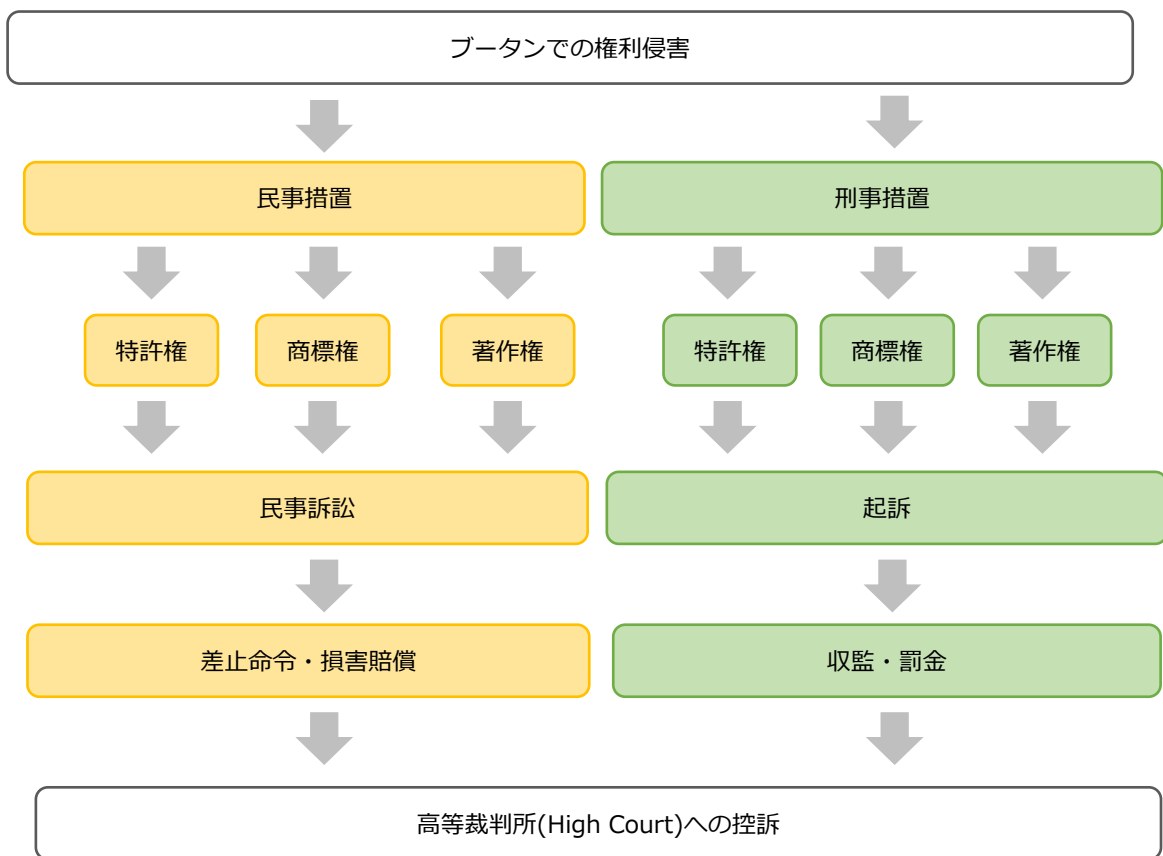 ブータンでの権利侵害
民事措置
刑事措置
特許権
商標権
著作権
特許権
商標権
著作権
民事訴訟
起訴
差止命令・損害賠償
収監・罰金
高等裁判所(High Court)への控訴